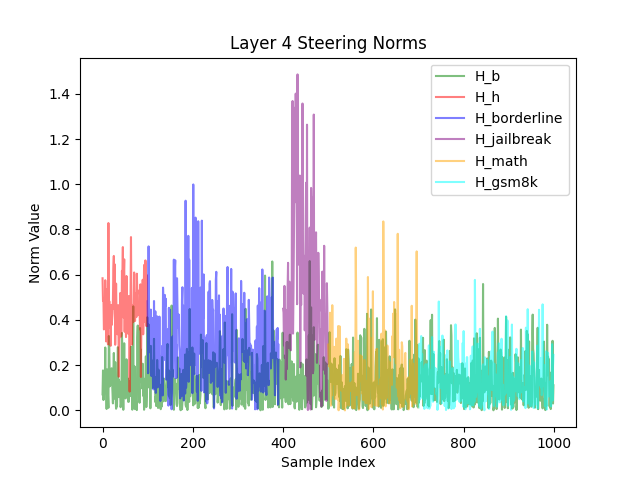 Layer 4 Steering Norms
H_b
H_h
H_borderline
H_jailbreak
H_math
H_gsm8k
Norm Value
1.4
1.2
1.0
0.8
0.6
0.4
0.2
0.0
0 200 400 600 800 1000
Sample Index